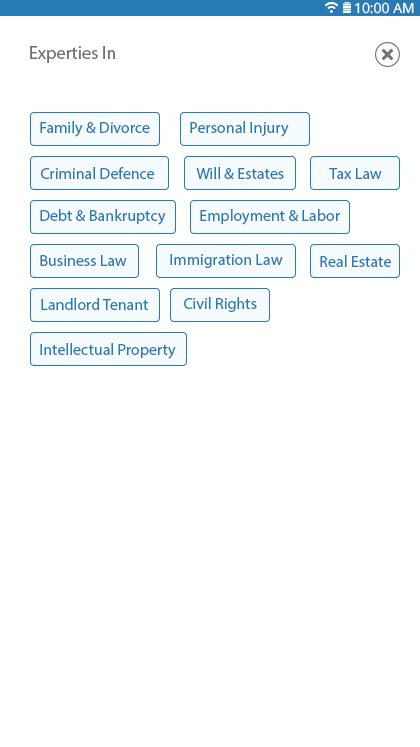 10:00 AM
Experties In
Family & Divorce Personal Injury
Criminal Defence Will & Estates Tax Law
Debt & Bankruptcy Employment & Labor
Business Law Immigration Law Real Estate
Landlord Tenant Civil Rights
Intellectual Property